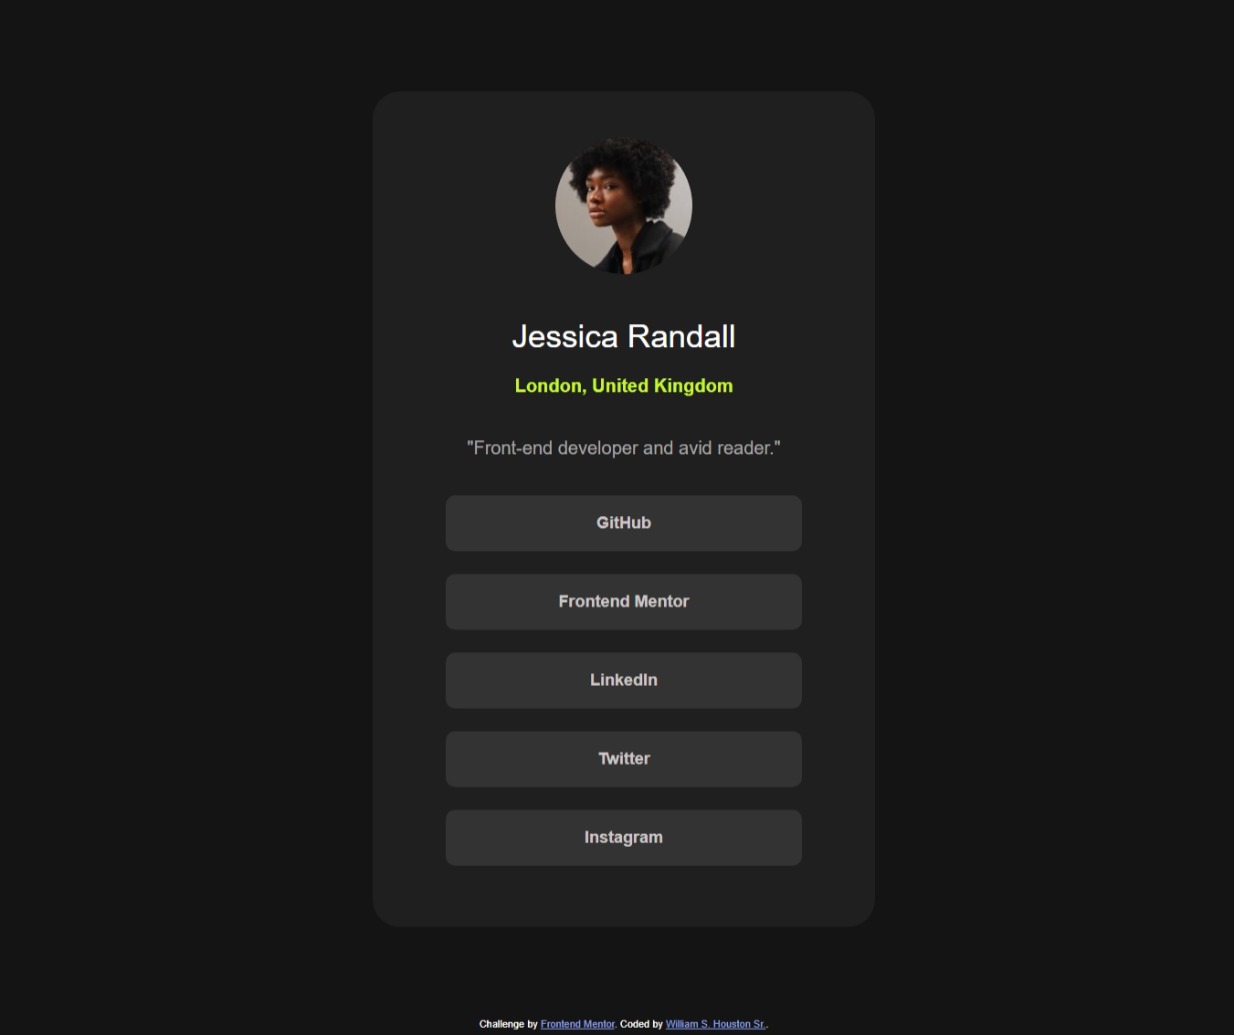 Jessica Randall
London, United Kingdom
"Front-end developer and avid reader."
GitHub
Frontend Mentor
LinkedIn
Twitter
Instagram
Challenge by Frontend Mentor. Coded by William S. Houston Sr..